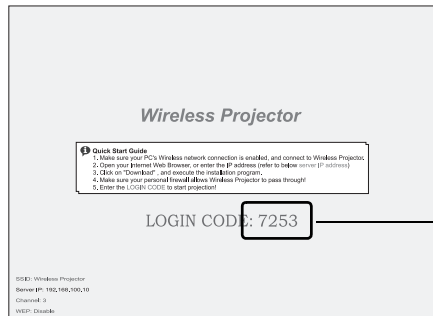 Wireless Projector
Quick Start Guide
1. Make sure your PC's Wireless network connection is enabled, and connect to Wireless Projector.
2. Open your Internet Web Browser, or enter the IP address (refer to below server IP address)
3. Click on "Download" , and execute the installation program.
4. Make sure your personal firewall allows Wireless Projector to pass through!
5. Enter the LOGIN CODE to start projection!
LOGIN CODE: 7253
SSID: Wireless Projector
Server IP: 192,168,100,10
Channel: 3
WEP: Disable